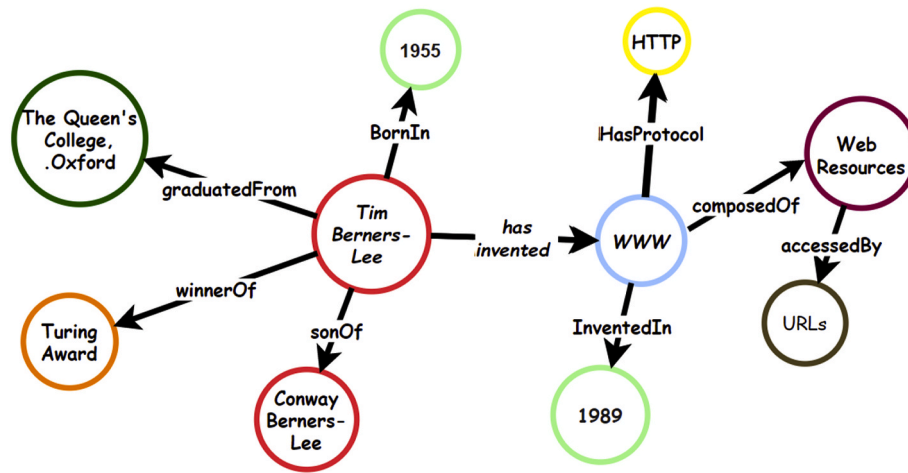 1955
HTTP
The Queen's
College,
.Oxford
BornIn
HasProtocol
Web
Resources
graduatedFrom
Tim
Berners-
Lee
has
invented
WWW
composedOf
accessedBy
winnerOf
Turing
Award
sonOf
InventedIn
URLs
Conway
Berners-
Lee
1989